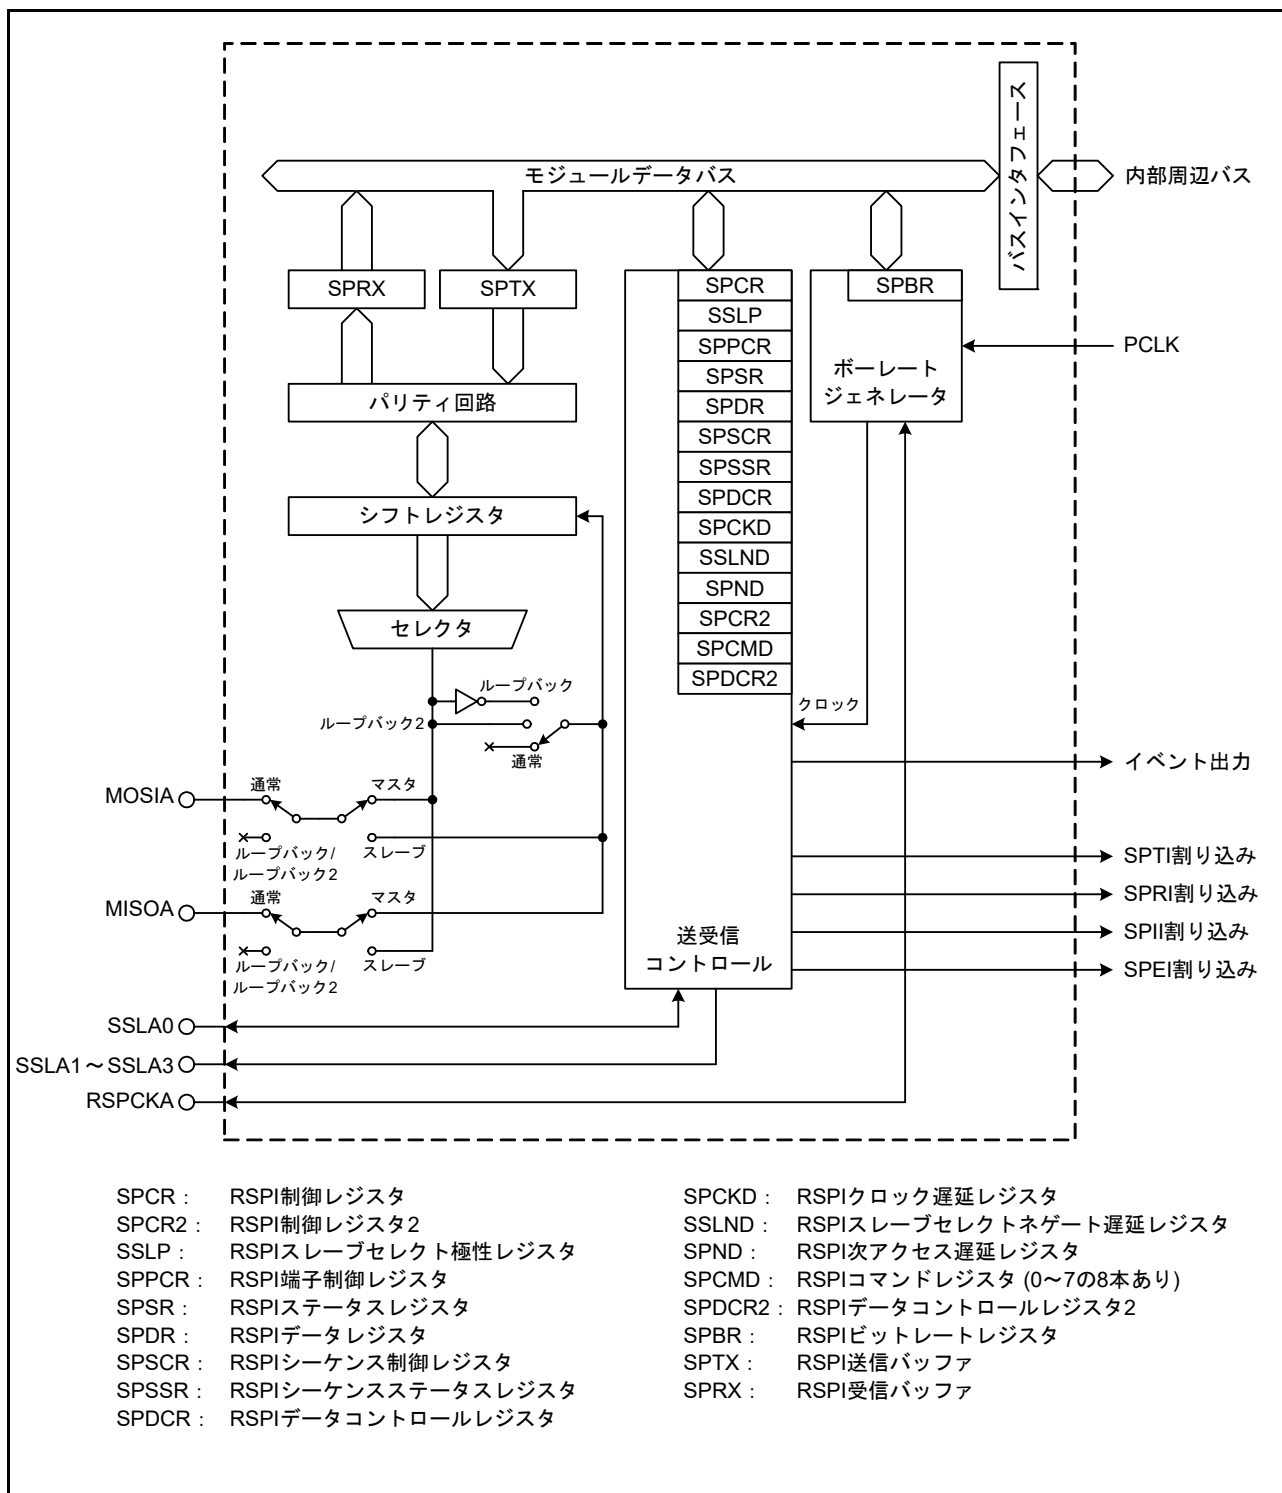 バスインタフェース
モジュールデータバス
内部周辺バス
SPRX
SPTX
SPCR
SPBR
SSLP
SPPCR
PCLK
SPSR
ボーレート
ジェネレータ
パリティ回路
SPDR
SPSCR
SPSSR
SPDCR
シフトレジスタ
SPCKD
SSLND
SPND
セレクタ
SPCR2
SPCMD
SPDCR2
ループバック
クロック
ループバック2
通常
イベント出力
MOSIA
通常
マスタ
ループバック/
ループバック2
スレーブ
SPTI割り込み
MISOA
通常
マスタ
SPRI割り込み
送受信
コントロール
SPII割り込み
ループバック/
ループバック2
スレーブ
SPEI割り込み
SSLA0
SSLA1～SSLA3
RSPCKA
SPCR： RSPI制御レジスタ
SPCR2： RSPI制御レジスタ2
SSLP： RSPIスレーブセレクト極性レジスタ
SPPCR： RSPI端子制御レジスタ
SPSR： RSPIステータスレジスタ
SPDR： RSPIデータレジスタ
SPSCR： RSPIシーケンス制御レジスタ
SPSSR： RSPIシーケンスステータスレジスタ
SPDCR： RSPIデータコントロールレジスタ
SPCKD： RSPIクロック遅延レジスタ
SSLND： RSPIスレーブセレクトネゲート遅延レジスタ
SPND： RSPI次アクセス遅延レジスタ
SPCMD： RSPIコマンドレジスタ (0～7の8本あり)
SPDCR2： RSPIデータコントロールレジスタ2
SPBR： RSPIビットレートレジスタ
SPTX： RSPI送信バッファ
SPRX： RSPI受信バッファ